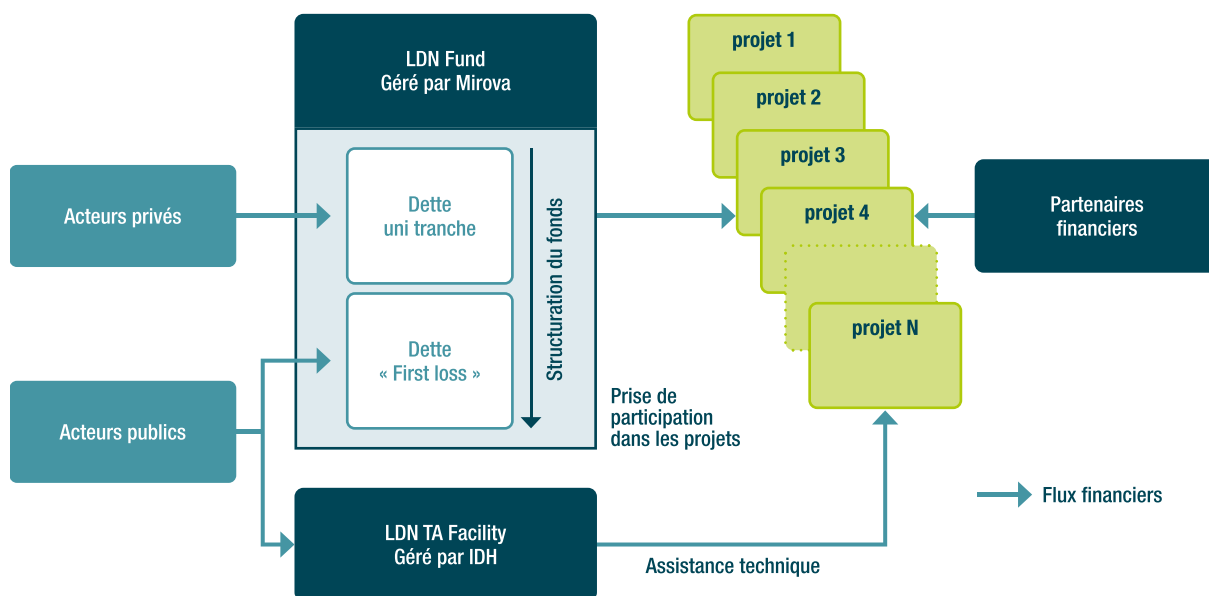 LDN Fund
Géré par Mirova
projet 1
projet 2
projet 3
projet 4
projet N
Acteurs privés
Dette
uni tranche
Structuration du fonds
Partenaires
financiers
Dette
« First loss »
Acteurs publics
Prise de
participation
dans les projets
Flux financiers
LDN TA Facility
Géré par IDH
Assistance technique